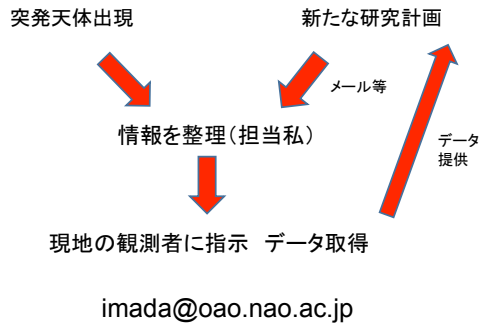 突発天体出現 新たな研究計画
メール等
情報を整理(担当私)
データ
提供
現地の観測者に指示 データ取得
imada@oao.nao.ac.jp